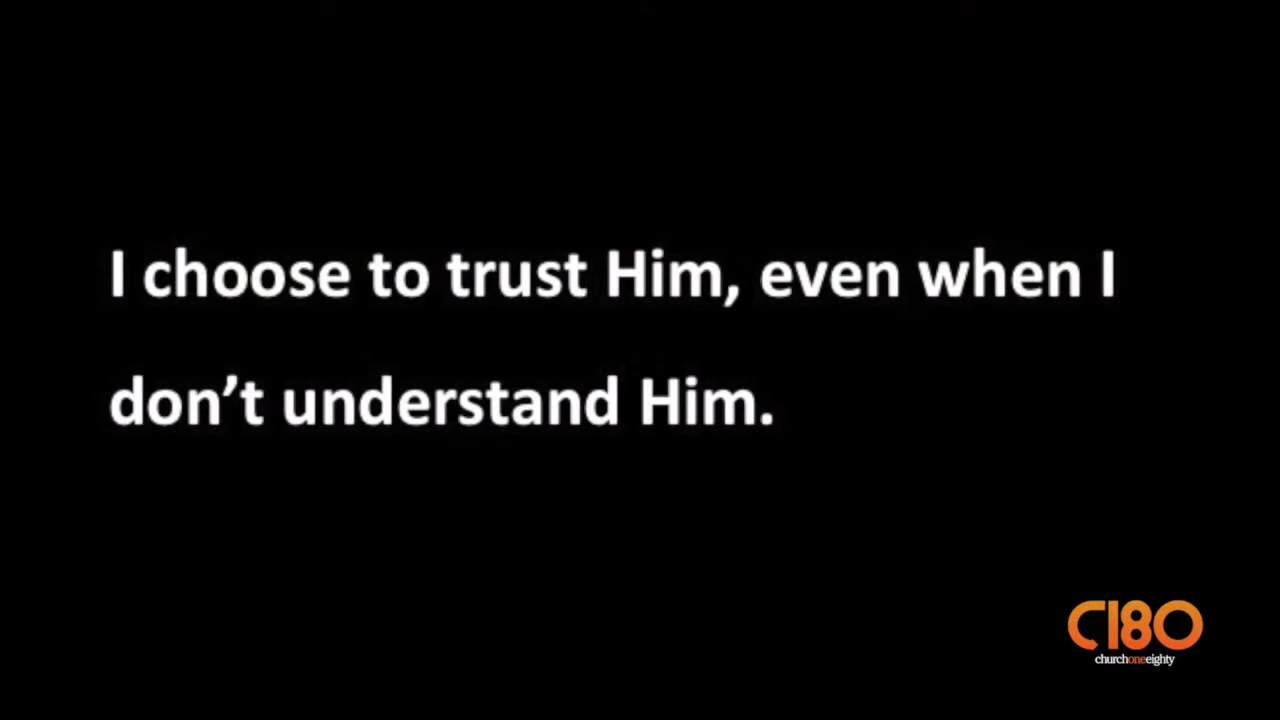 I choose to trust Him, even when I
don’t understand Him.
C180
churchoneeighty